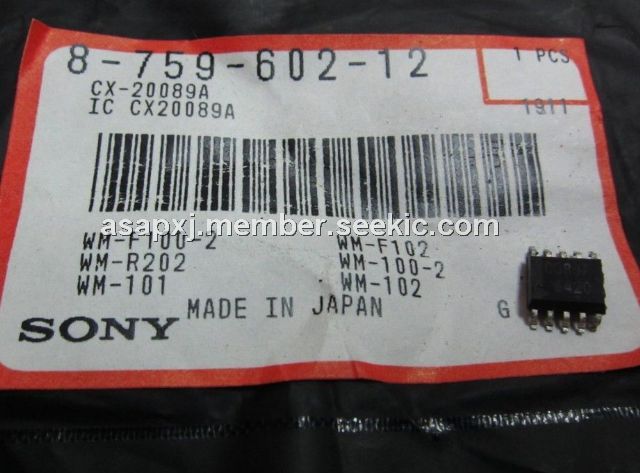 8-759-602-12
1 PCS
CX-20089A
IC CX20089A
1911
asapxj.member.seekic.com
WM-F100-2 WM-F102
WM-R202 WM-100-2
WM-101 WM-102
SONY MADE IN JAPAN G